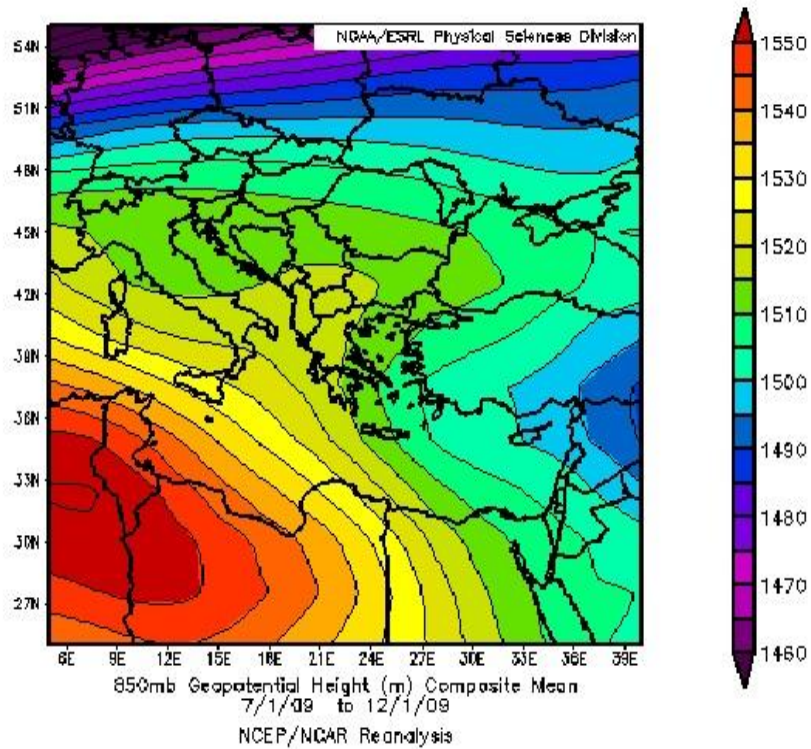 NOAA/ESRL Physical Sciences Division
54N
51N
48N
45N
42N
39N
36N
33N
30N
27N
6E 9E 12E 15E 18E 21E 24E 27E 30E 33E 36E 39E
1550
1540
1530
1520
1510
1500
1490
1480
1470
1460
850mb Geopotential Height (m) Composite Mean
7/1/09 to 12/1/09
NCEP/NCAR Reanalysis